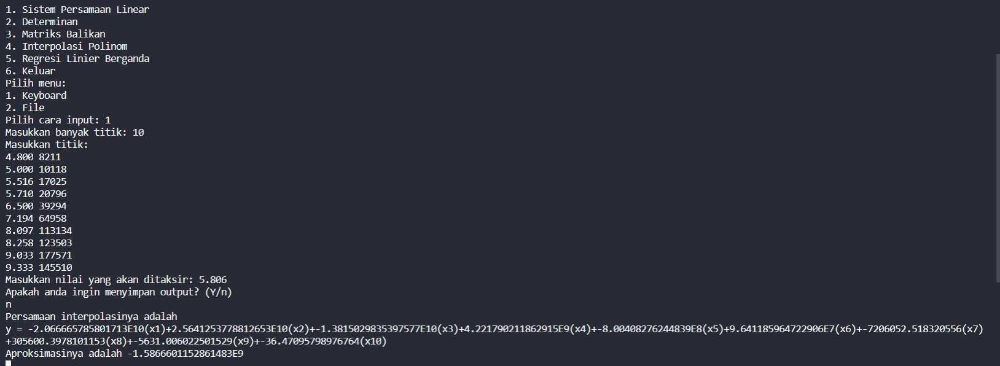 1. Sistem Persamaan Linear
2. Determinan
3. Matriks Balikan
4. Interpolasi Polinom
5. Regresi Linier Berganda
6. Keluar
Pilih menu:
1. Keyboard
2. File
Pilih cara input: 1
Masukkan banyak titik: 10
Masukkan titik:
4.800 8211
5.000 10118
5.516 17025
5.710 20796
6.500 39294
7.194 64958
8.097 113134
8.258 123503
9.033 177571
9.333 145510
Masukkan nilai yang akan ditaksir: 5.806
Apakah anda ingin menyimpan output? (Y/n)
n
Persamaan interpolasinya adalah
y = -2.066665785801713E10(x1)+2.5641253778812653E10(x2)+-1.3815029835397577E10(x3)+4.221790211862915E9(x4)+-8.00408276244839E8(x5)+9.641185964722906E7(x6)+-7206052.518320556(x7)
+305600.3978101153(x8)+-5631.006022501529(x9)+-36.47095798976764(x10)
Aproksimasinya adalah -1.5866601152861483E9